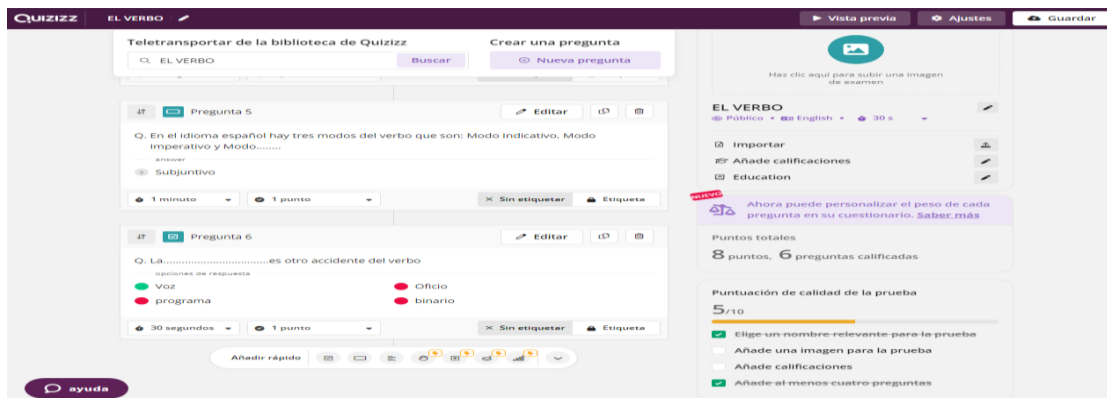 QUIZIZZ EL VERBO Vista previa Ajustes Guardar
Teletransportar de la biblioteca de Quizizz
EL VERBO Buscar
Crear una pregunta
Nueva pregunta
Pregunta 5 Editar
Q. En el idioma español hay tres modos del verbo que son: Modo Indicativo, Modo
Imperativo y Modo........
answer
Subjuntivo
1 minuto 1 punto Sin etiquetar Etiqueta
Pregunta 6 Editar
Q. La.................................es otro accidente del verbo
opciones de respuesta
Voz Oficio
programa binario
30 segundos 1 punto Sin etiquetar Etiqueta
Añadir rápido
ayuda
Haz clic aquí para subir una imagen
de examen
EL VERBO
Público • English • 30 s
Importar
Añade calificaciones
Education
NUEVO
Ahora puede personalizar el peso de cada
pregunta en su cuestionario. Saber más
Puntos totales
8 puntos, 6 preguntas calificadas
Puntuación de calidad de la prueba
5/10
Elige un nombre relevante para la prueba
Añade una imagen para la prueba
Añade calificaciones
Añade al menos cuatro preguntas